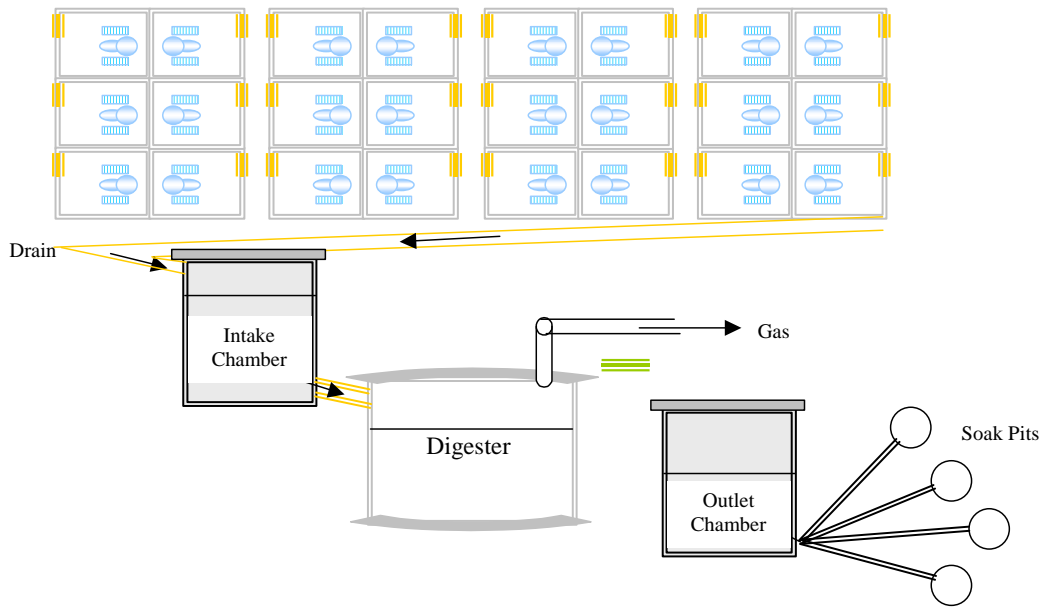 Drain
Intake
Chamber
Gas
Digester
Soak Pits
Outlet
Chamber